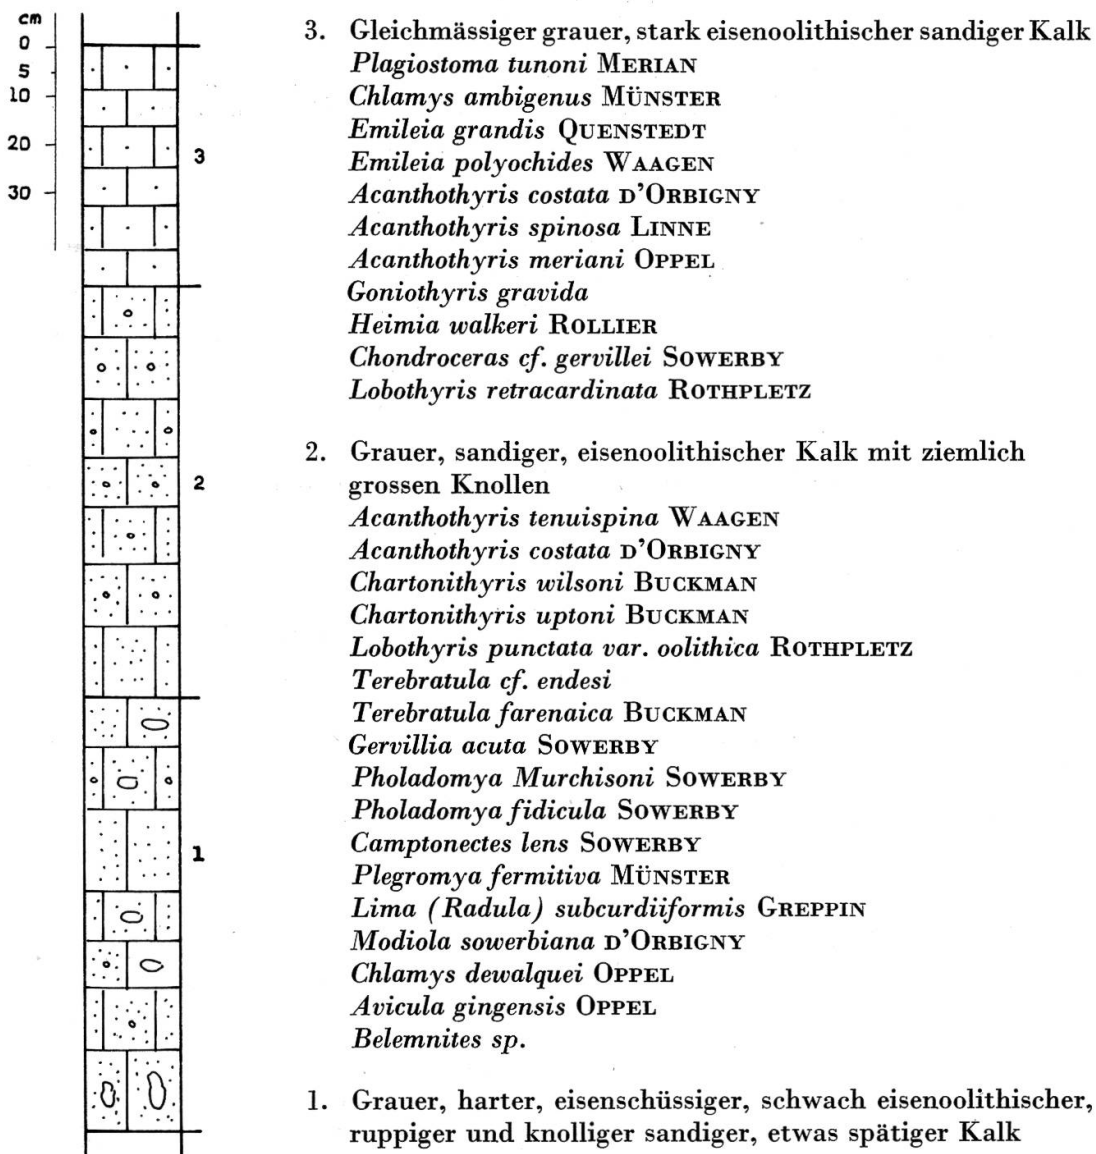 cm
0
5
10
20
30
3
2
1
3. Gleichmässiger grauer, stark eisenoolithischer sandiger Kalk
Plagiostoma tunoni MERIAN
Chlamys ambigenus MÜNSTER
Emileia grandis QUENSTEDT
Emileia polyochides WAAGEN
Acanthothyris costata D'ORBIGNY
Acanthothyris spinosa LINNE
Acanthothyris meriani OPPEL
Goniothyris gravida
Heimia walkeri ROLLIER
Chondroceras cf. gervillei SOWERBY
Lobothyris retracardinata ROTHPLETZ
2. Grauer, sandiger, eisenoolithischer Kalk mit ziemlich
grossen Knollen
Acanthothyris tenuispina WAAGEN
Acanthothyris costata D'ORBIGNY
Chartonithyris wilsoni BUCKMAN
Chartonithyris uptoni BUCKMAN
Lobothyris punctata var. oolithica ROTHPLETZ
Terebratula cf. endesi
Terebratula farenaica BUCKMAN
Gervillia acuta SOWERBY
Pholadomya Murchisoni SOWERBY
Pholadomya fidicula SOWERBY
Camptonectes lens SOWERBY
Plegromya fermitiva MÜNSTER
Lima (Radula) subcurdiiformis GREPPIN
Modiola sowerbiana D'ORBIGNY
Chlamys dewalquei OPPEL
Avicula gingensis OPPEL
Belemnites sp.
1. Grauer, harter, eisenschüssiger, schwach eisenoolithischer,
ruppiger und knolliger sandiger, etwas spätiger Kalk